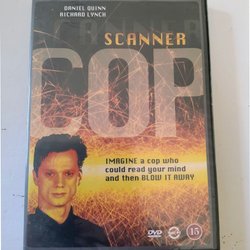 DANIEL QUINN
RICHARD LYNCH
SCANNER
SCANNER
COP
IMAGINE a cop who
could read your mind
and then BLOW IT AWAY
DVD
15